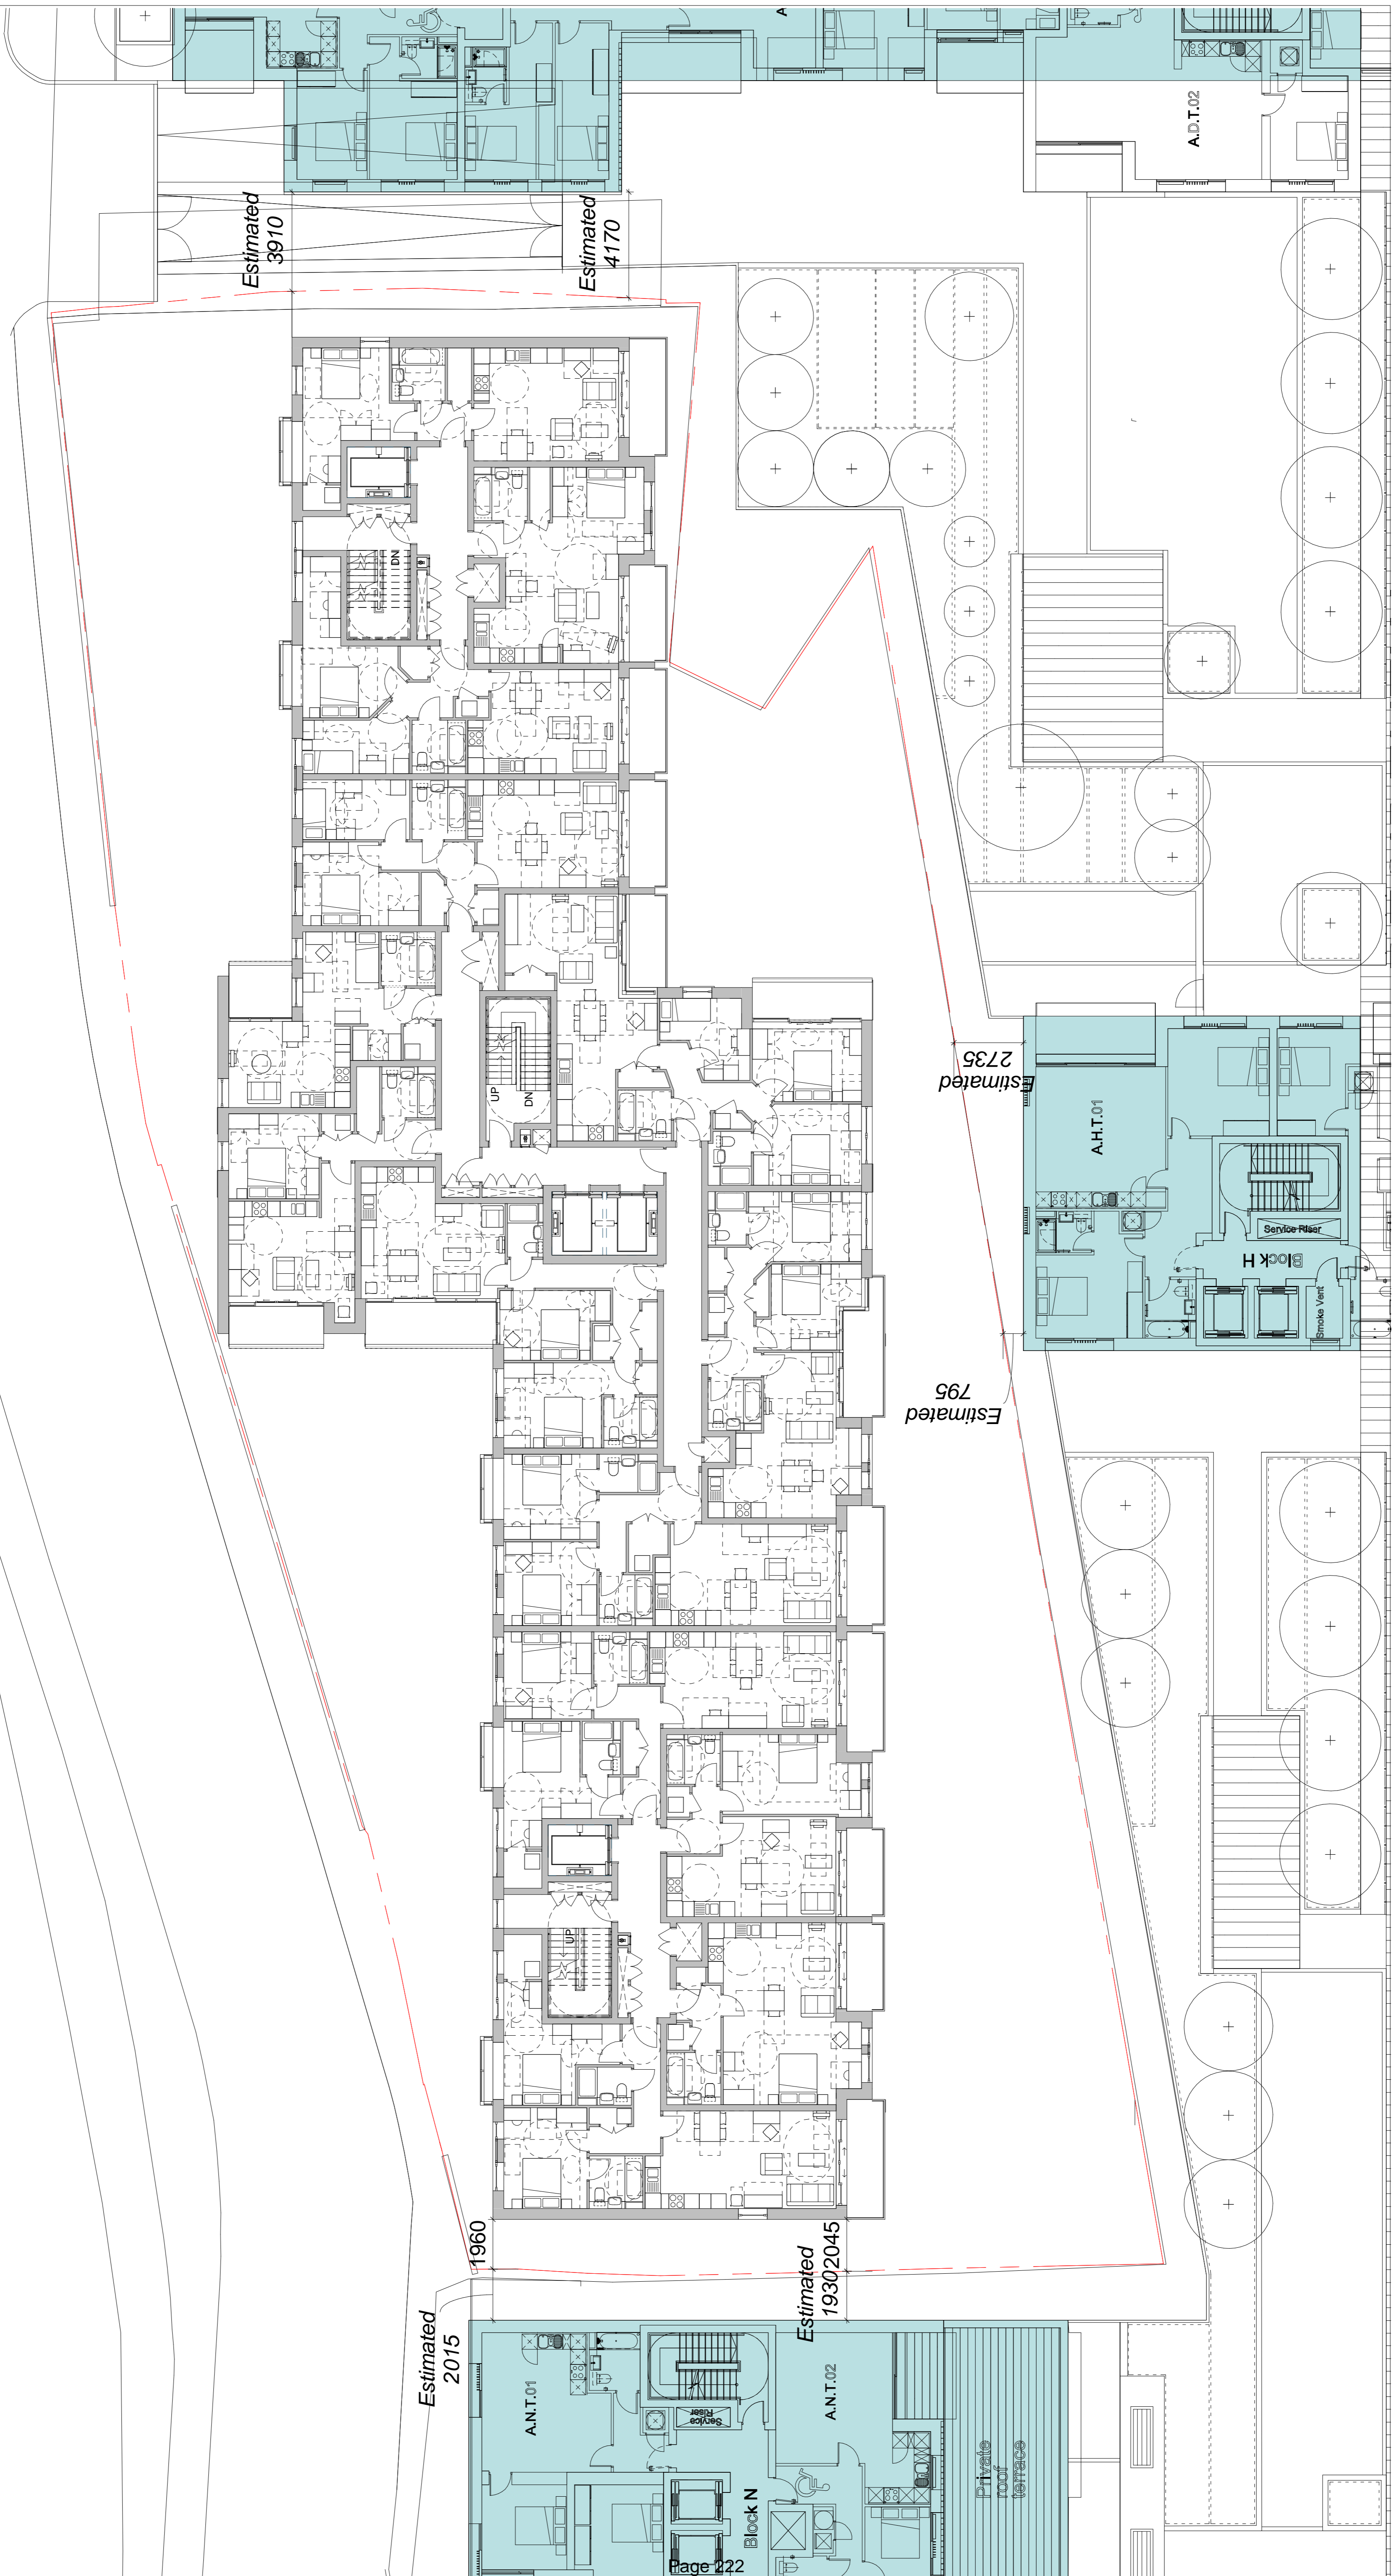 A
A.D.T.02
Estimated
3910
Estimated
4170
r
DN
UP
DN
Estimated
2735
A.H.T.01
Service Riser
Block H
Smoke Vent
Estimated
795
UP
1960
Estimated
19302045
Estimated
2015
A.N.T.01
A.N.T.02
Service
Riser
Block N
Private
roof
terrace
Page 222